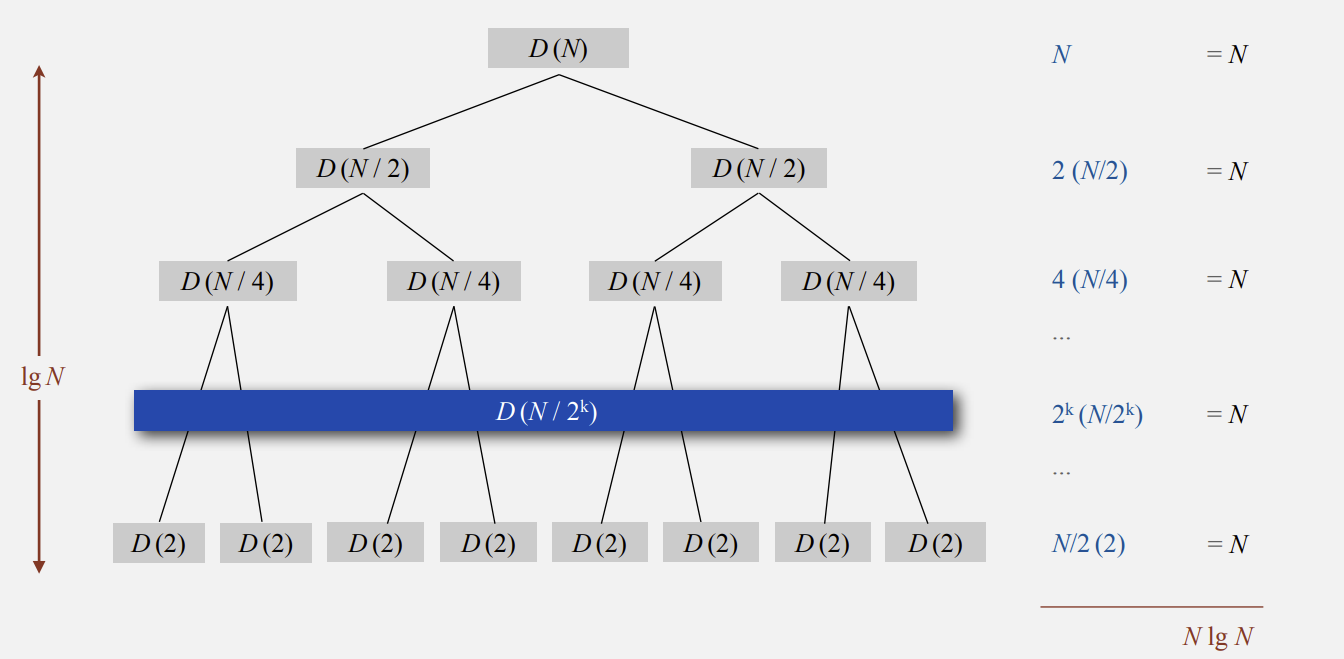 D (N) N = N
D (N / 2) D (N / 2) 2 (N/2) = N
D (N / 4) D (N / 4) D (N / 4) D (N / 4) 4 (N/4) = N
...
lg N
D (N / 2ᵏ) 2ᵏ (N/2ᵏ) = N
...
D (2) D (2) D (2) D (2) D (2) D (2) D (2) D (2) N/2 (2) = N
N lg N